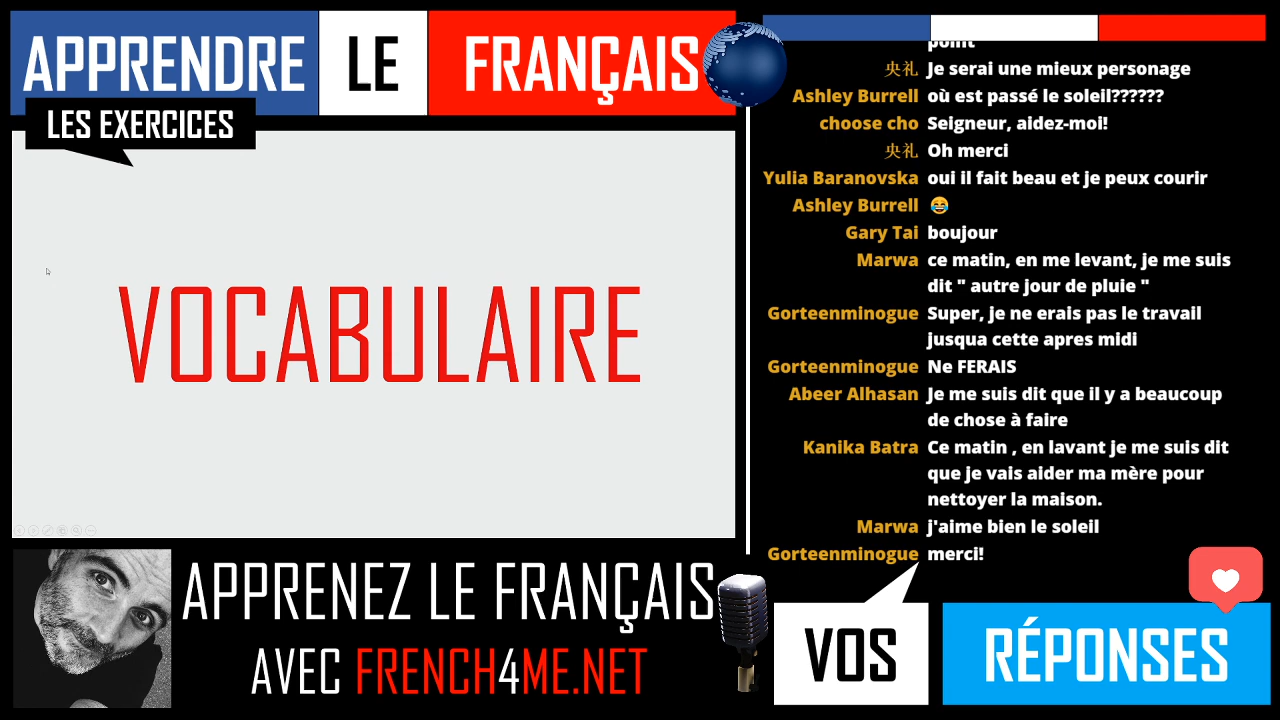 APPRENDRE LE FRANÇAIS
LES EXERCICES
VOCABULAIRE
APPRENEZ LE FRANÇAIS
AVEC FRENCH4ME.NET
point
央礼 Je serai une mieux personage
Ashley Burrell où est passé le soleil??????
choose cho Seigneur, aidez-moi!
央礼 Oh merci
Yulia Baranovska oui il fait beau et je peux courir
Ashley Burrell 😂
Gary Tai boujour
Marwa ce matin, en me levant, je me suis
dit " autre jour de pluie "
Gorteenminogue Super, je ne erais pas le travail
jusqua cette apres midi
Gorteenminogue Ne FERAIS
Abeer Alhasan Je me suis dit que il y a beaucoup
de chose à faire
Kanika Batra Ce matin , en lavant je me suis dit
que je vais aider ma mère pour
nettoyer la maison.
Marwa j'aime bien le soleil
Gorteenminogue merci!
VOS RÉPONSES